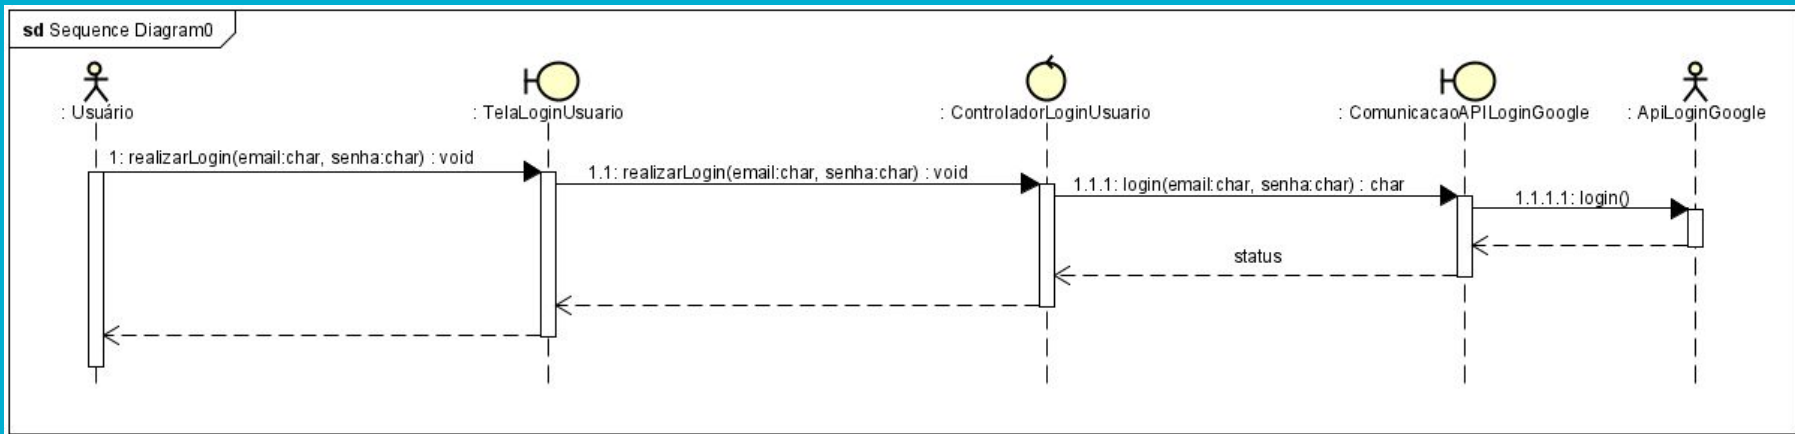 sd Sequence Diagram0
: Usuário
: TelaLoginUsuario
: ControladorLoginUsuario
: ComunicacaoAPILoginGoogle
: ApiLoginGoogle
1: realizarLogin(email:char, senha:char) : void
1.1: realizarLogin(email:char, senha:char) : void
1.1.1: login(email:char, senha:char) : char
1.1.1.1: login()
status